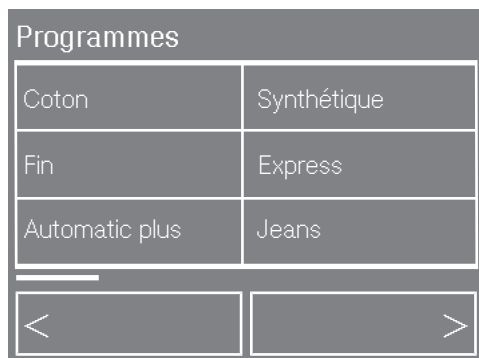 Programmes
Coton Synthétique
Fin Express
Automatic plus Jeans
< >